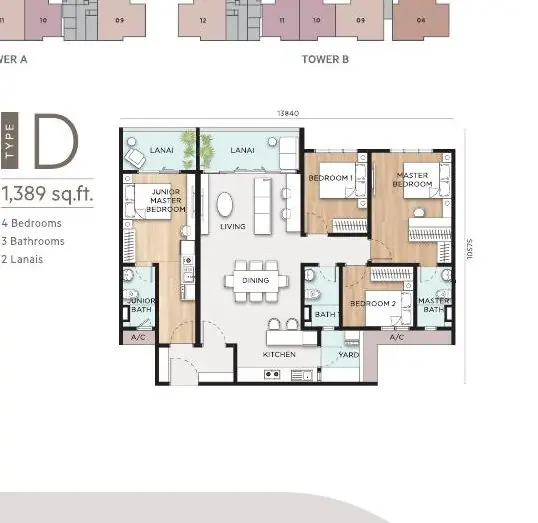 11 10 09 12 11 10 09 06
WER A
TOWER B
TYPE D
13840
1,389 sq.ft.
4 Bedrooms
3 Bathrooms
2 Lanais
LANAI
LANAI
BEDROOM 1
MASTER
BEDROOM
JUNIOR
MASTER
BEDROOM
LIVING
10575
DINING
JUNIOR
BATH
BATH
BEDROOM 2
MASTER
BATH
A/C
A/C
KITCHEN
YARD